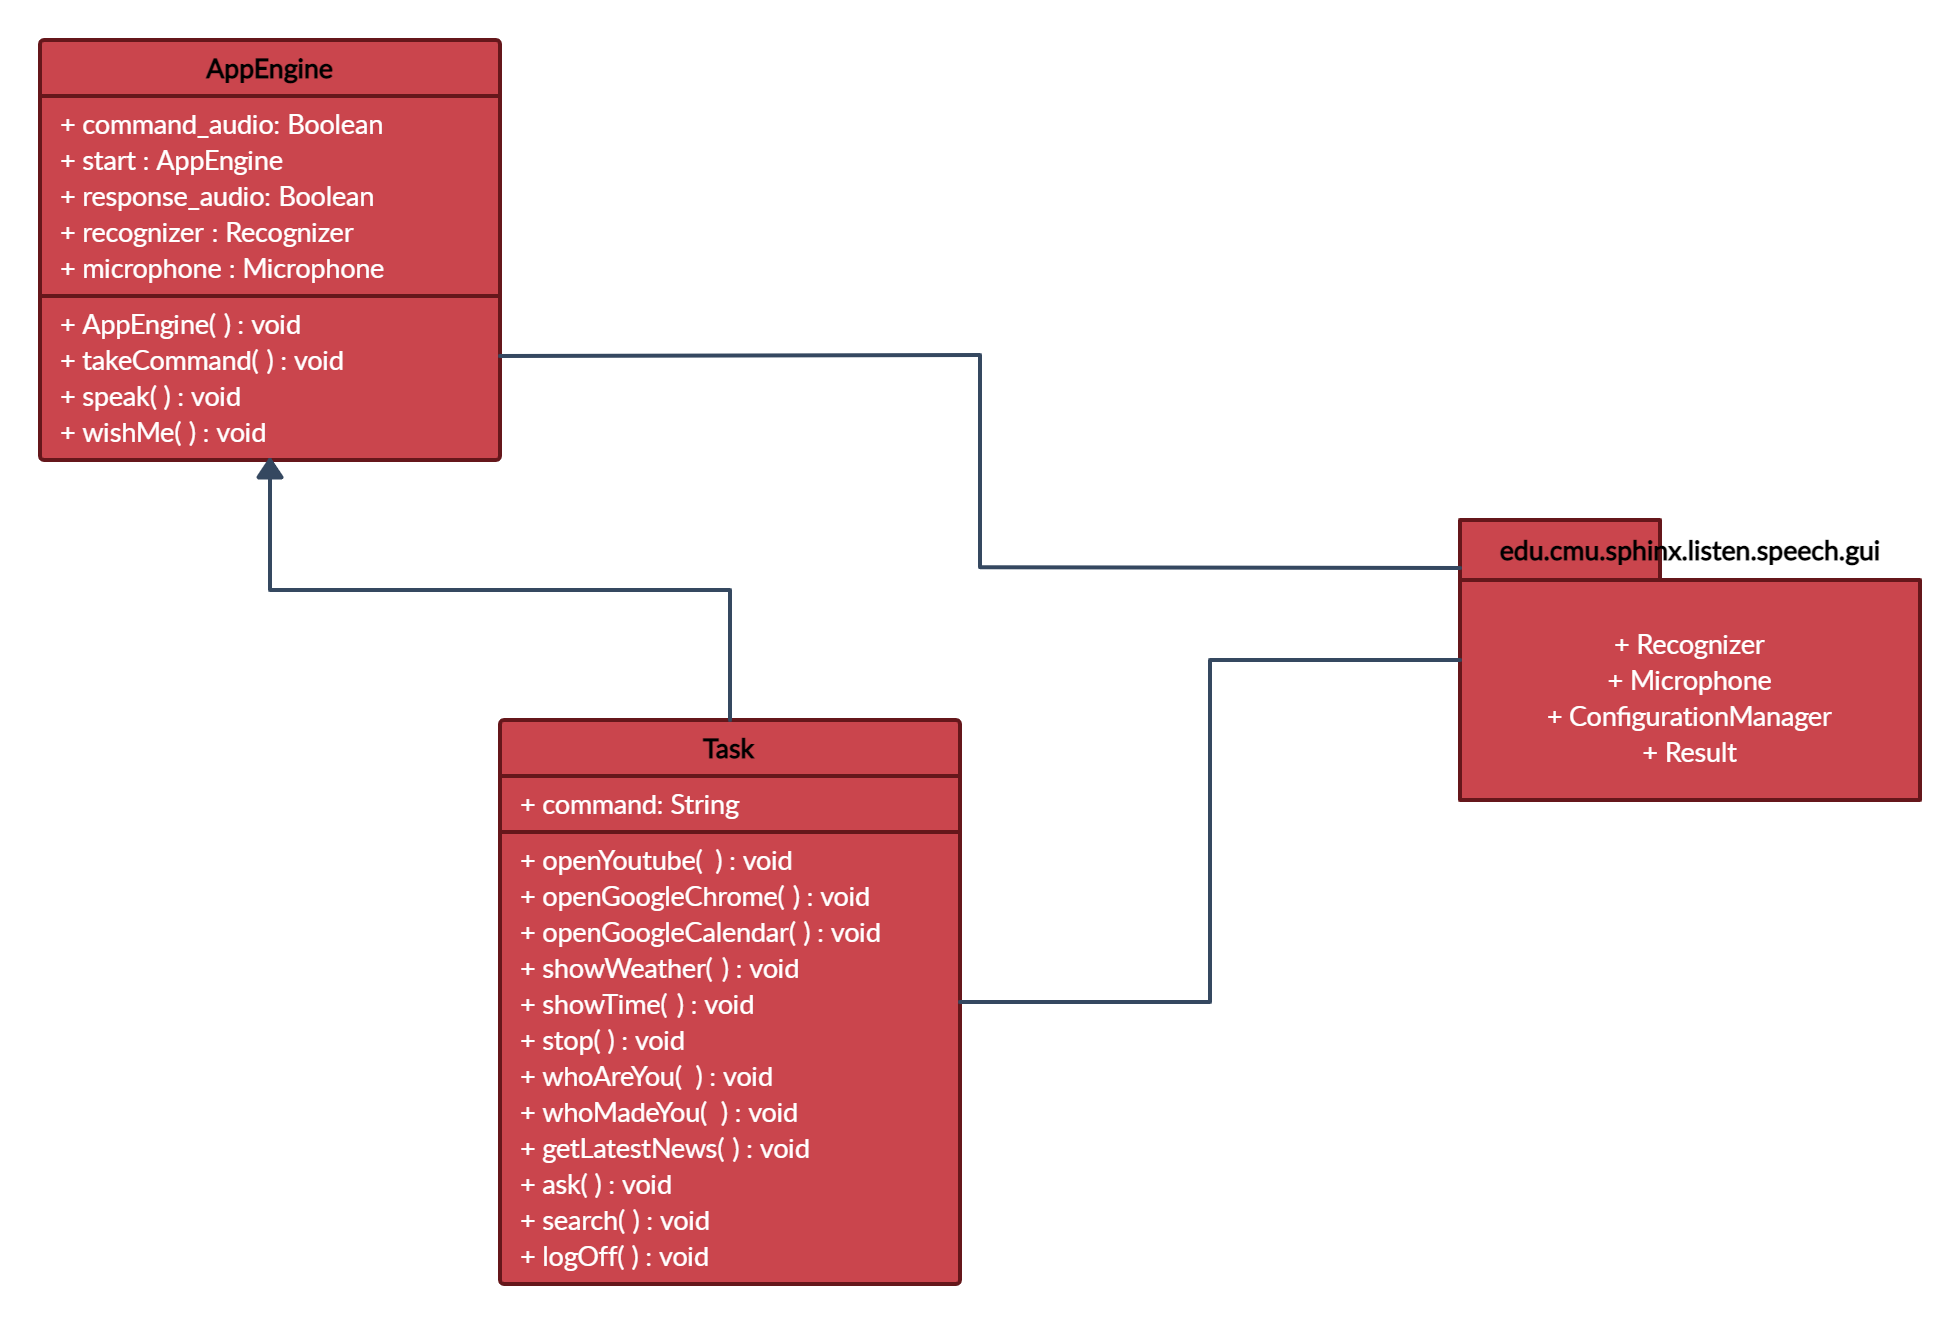 AppEngine
+ command_audio: Boolean
+ start : AppEngine
+ response_audio: Boolean
+ recognizer : Recognizer
+ microphone : Microphone
+ AppEngine( ) : void
+ takeCommand( ) : void
+ speak( ) : void
+ wishMe( ) : void
edu.cmu.sphinx.listen.speech.gui
+ Recognizer
+ Microphone
+ ConfigurationManager
+ Result
Task
+ command: String
+ openYoutube(  ) : void
+ openGoogleChrome( ) : void
+ openGoogleCalendar( ) : void
+ showWeather( ) : void
+ showTime( ) : void
+ stop( ) : void
+ whoAreYou(  ) : void
+ whoMadeYou(  ) : void
+ getLatestNews( ) : void
+ ask( ) : void
+ search( ) : void
+ logOff( ) : void